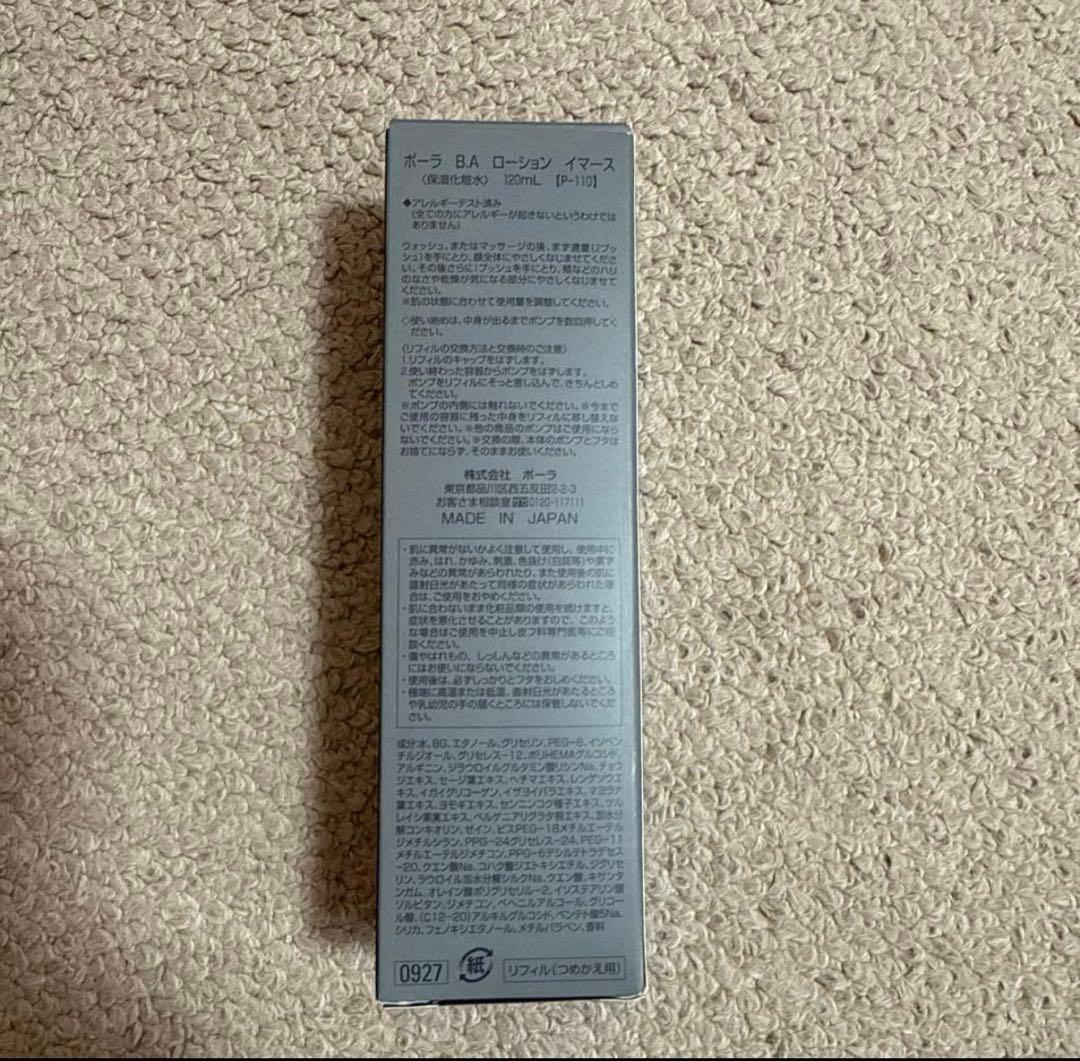 ポーラ B.A ローション イマース
〈保湿化粧水〉 120mL 【P-110】
◆アレルギーテスト済み
(全ての方にアレルギーが起きないというわけでは
ありません)
ウォッシュ、またはマッサージの後、まず適量(2プッ
シュ)を手にとり、顔全体にやさしくなじませてくださ
い。その後さらに1プッシュを手にとり、頬などのハリ
のなさや乾燥が気になる部分にやさしくなじませて
ください。
※肌の状態に合わせて使用量を調整してください。
◇使い始めは、中身が出るまでポンプを数回押してく
ださい。
〈リフィルの交換方法と交換時のご注意〉
1.リフィルのキャップをはずします。
2.使い終わった容器からポンプをはずします。
ポンプをリフィルにそっと差し込んで、きちんとしめ
てください。
※ポンプの内側には触れないでください。※今まで
ご使用の容器に残った中身をリフィルに移し替えな
いでください。※他の商品のポンプはご使用になら
ないでください。※交換の際、本体のポンプとフタは
お捨てにならず、そのままお使いください。
株式会社 ポーラ
東京都品川区西五反田2-2-3
お客さま相談室 0120-117111
MADE IN JAPAN
・肌に異常がないかよく注意して使用し、使用中に
赤み、はれ、かゆみ、刺激、色抜け(白斑等)や黒ず
みなどの異常があらわれたり、また使用後の肌に
直射日光があたって同様の症状があらわれた場
合は、ご使用をおやめください。
・肌に合わないまま化粧品類の使用を続けますと、
症状を悪化させることがありますので、このよう
な場合はご使用を中止し皮フ科専門医等にご相
談ください。
・傷やはれもの、しっしんなどの異常があるところ
にはお使いにならないでください。
・使用後は、必ずしっかりとフタをおしめください。
・極端に高温または低温、直射日光があたるところ
や乳幼児の手の届くところには保管しないでくだ
さい。
成分:水、BG、エタノール、グリセリン、PEG-8、イソペン
チルジオール、グリセレス-12、ポリHEMAグルコシド、
アルギニン、ジラウロイルグルタミン酸リシンNa、チョウ
ジエキス、セージ葉エキス、ヘチマエキス、レンゲソウエ
キス、イガイグリコーゲン、イザヨイバラエキス、マヨラナ
葉エキス、ヨモギエキス、センニンコク種子エキス、ツル
レイシ果実エキス、ベルゲニアリグラタ根エキス、加水分
解コンキオリン、ゼイン、ビスPEG-18メチルエーテル
ジメチルシラン、PPG-24グリセレス-24、PEG-11
メチルエーテルジメチコン、PPG-6デシルテトラデセス
-20、クエン酸Na、コハク酸ジエトキシエチル、ジグリセ
リン、ラウロイル加水分解シルクNa、クエン酸、キサンタ
ンガム、オレイン酸ポリグリセリル-2、イソステアリン酸
ソルビタン、ジメチコン、ベヘニルアルコール、グリコー
ル酸、(C12-20)アルキルグルコシド、ペンテト酸5Na、
シリカ、フェノキシエタノール、メチルパラベン、香料
0927 紙 リフィル(つめかえ用)